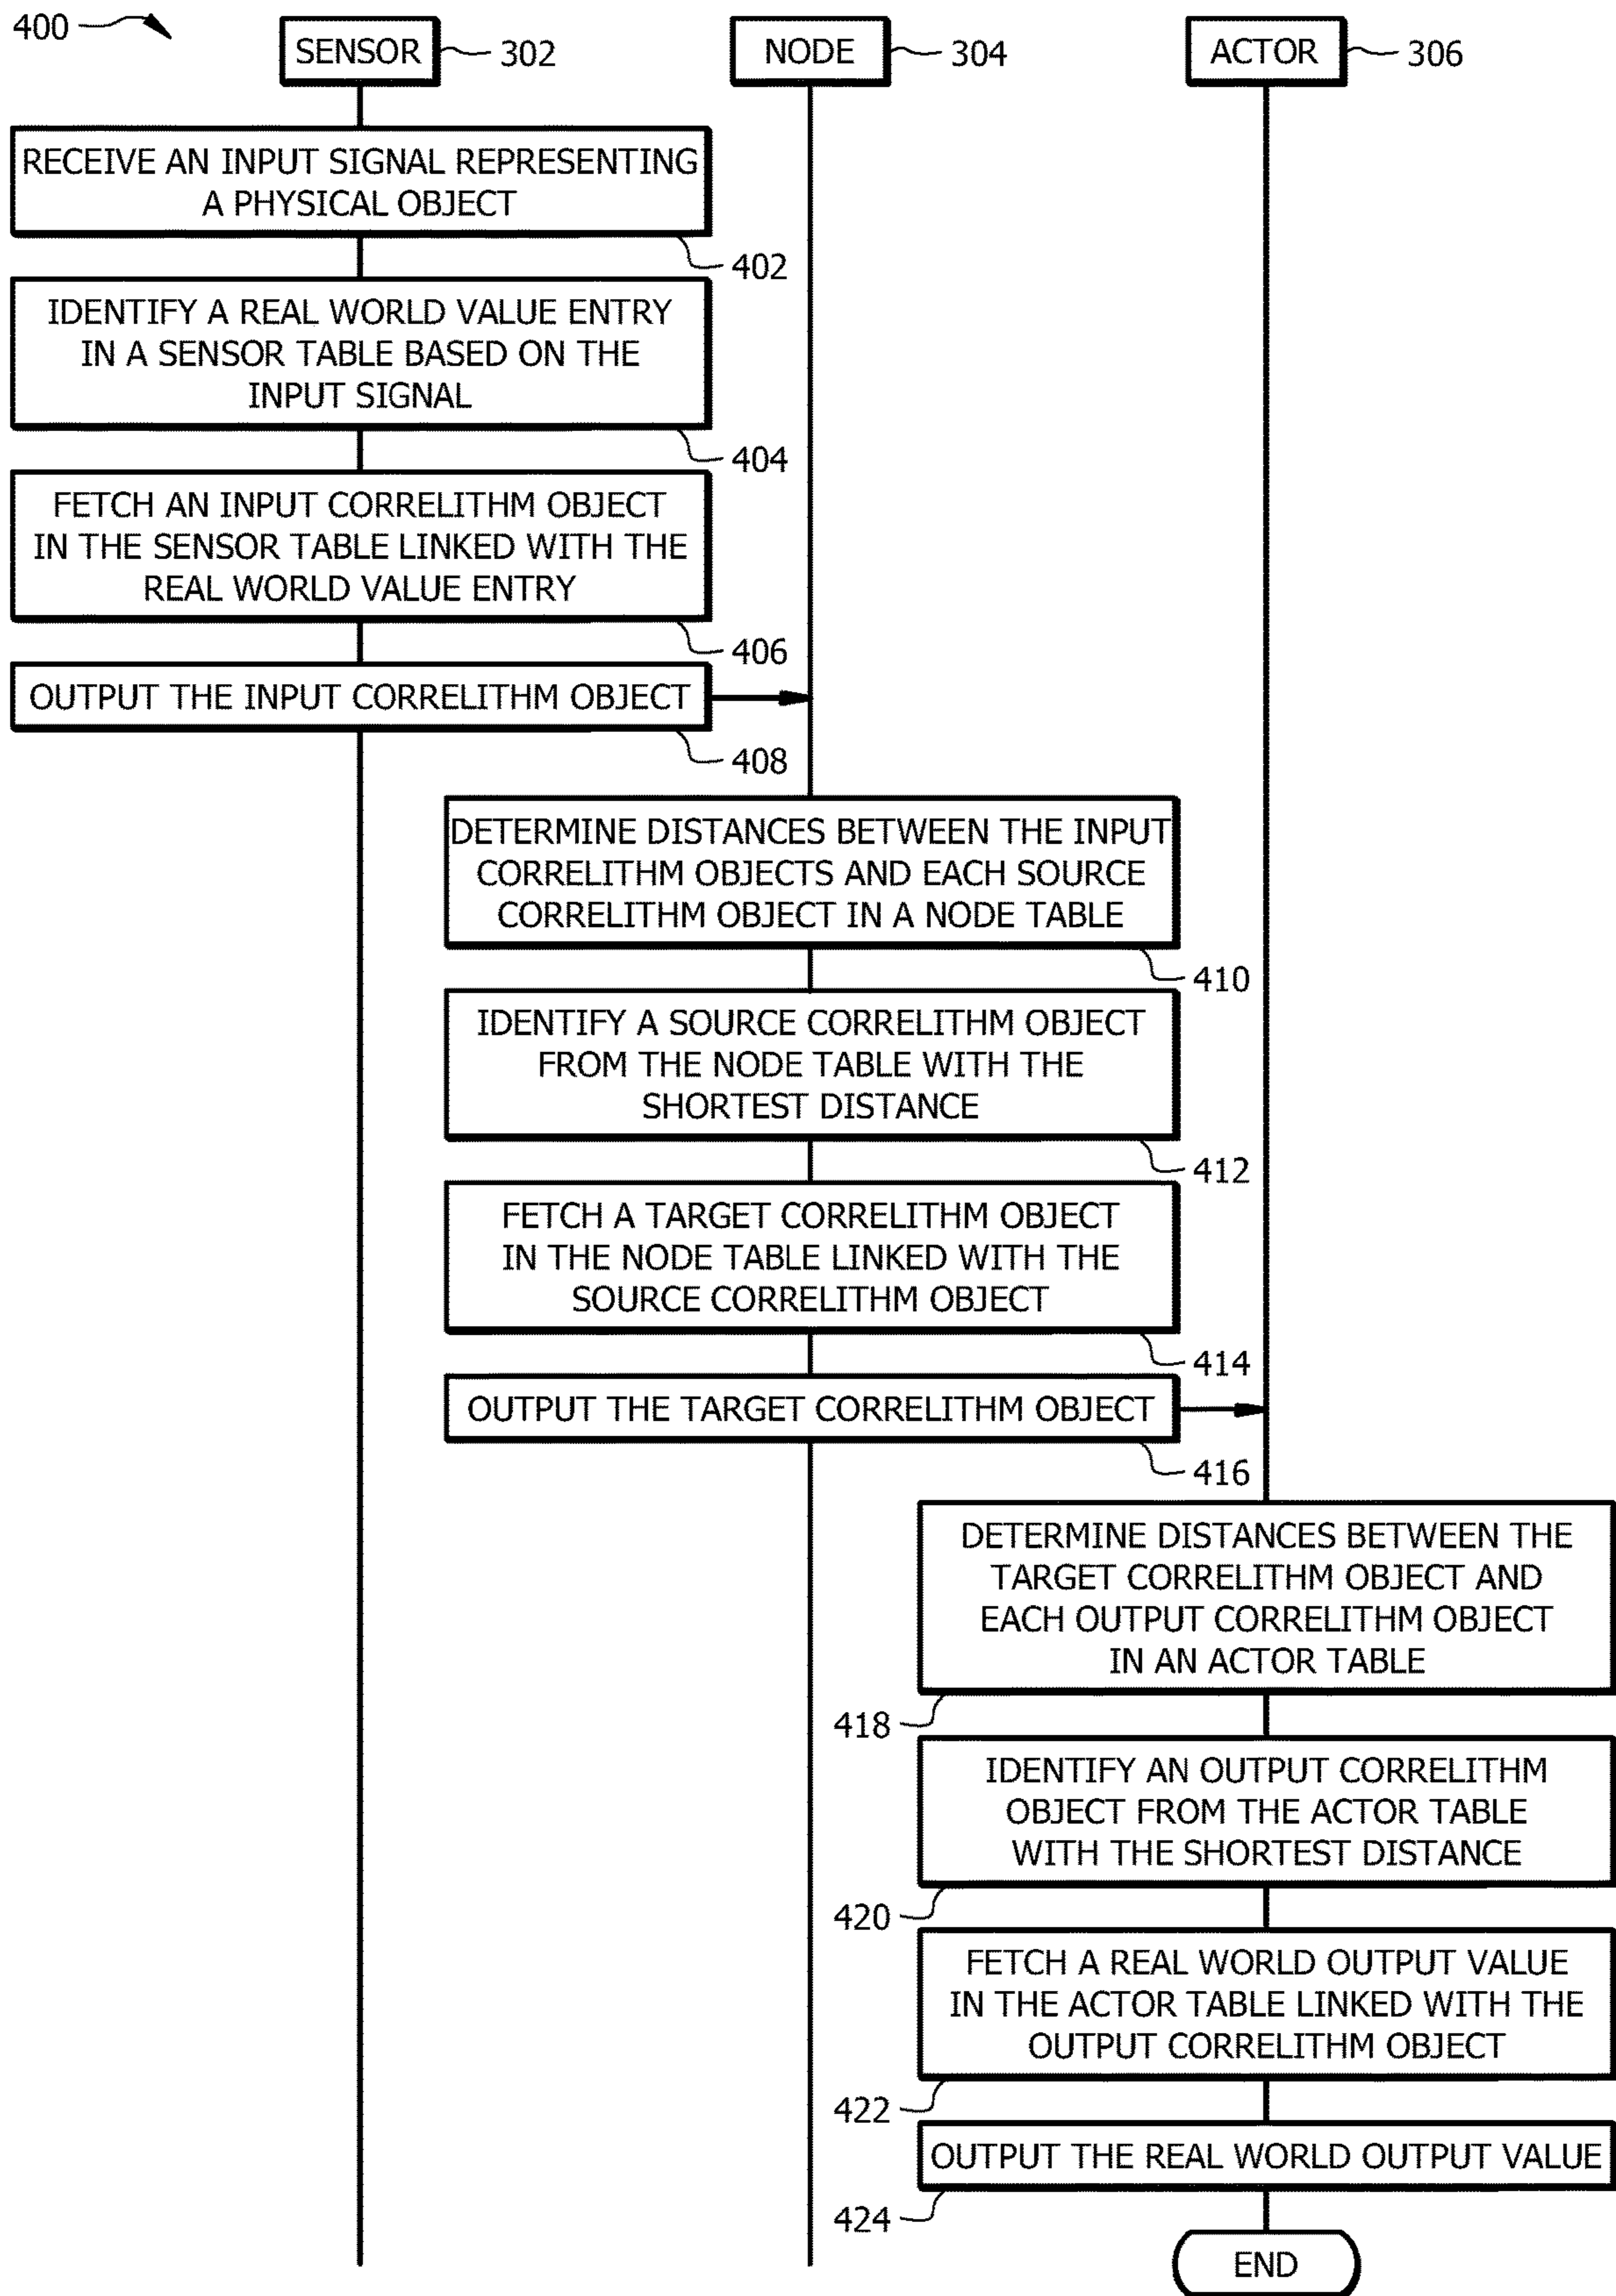 400
SENSOR 302
NODE 304
ACTOR 306
RECEIVE AN INPUT SIGNAL REPRESENTING
A PHYSICAL OBJECT
402
IDENTIFY A REAL WORLD VALUE ENTRY
IN A SENSOR TABLE BASED ON THE
INPUT SIGNAL
404
FETCH AN INPUT CORRELITHM OBJECT
IN THE SENSOR TABLE LINKED WITH THE
REAL WORLD VALUE ENTRY
406
OUTPUT THE INPUT CORRELITHM OBJECT
408
DETERMINE DISTANCES BETWEEN THE INPUT
CORRELITHM OBJECTS AND EACH SOURCE
CORRELITHM OBJECT IN A NODE TABLE
410
IDENTIFY A SOURCE CORRELITHM OBJECT
FROM THE NODE TABLE WITH THE
SHORTEST DISTANCE
412
FETCH A TARGET CORRELITHM OBJECT
IN THE NODE TABLE LINKED WITH THE
SOURCE CORRELITHM OBJECT
414
OUTPUT THE TARGET CORRELITHM OBJECT
416
DETERMINE DISTANCES BETWEEN THE
TARGET CORRELITHM OBJECT AND
EACH OUTPUT CORRELITHM OBJECT
IN AN ACTOR TABLE
418
IDENTIFY AN OUTPUT CORRELITHM
OBJECT FROM THE ACTOR TABLE
WITH THE SHORTEST DISTANCE
420
FETCH A REAL WORLD OUTPUT VALUE
IN THE ACTOR TABLE LINKED WITH THE
OUTPUT CORRELITHM OBJECT
422
OUTPUT THE REAL WORLD OUTPUT VALUE
424
END